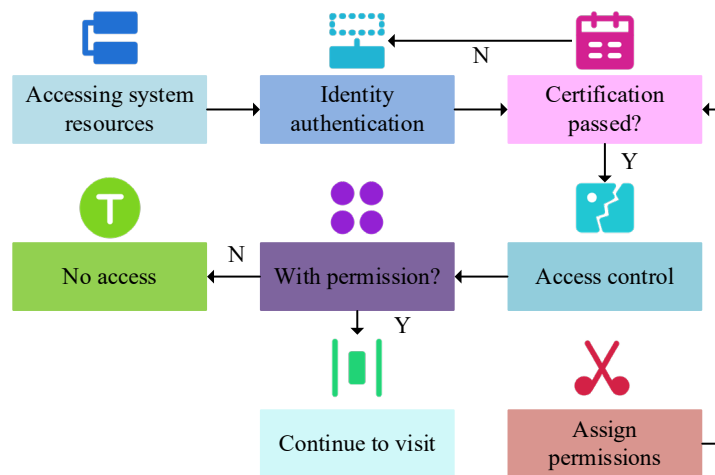 N
Accessing system
resources
Identity
authentication
Certification
passed?
Y
T
No access
N
With permission?
Access control
Y
Continue to visit
Assign
permissions